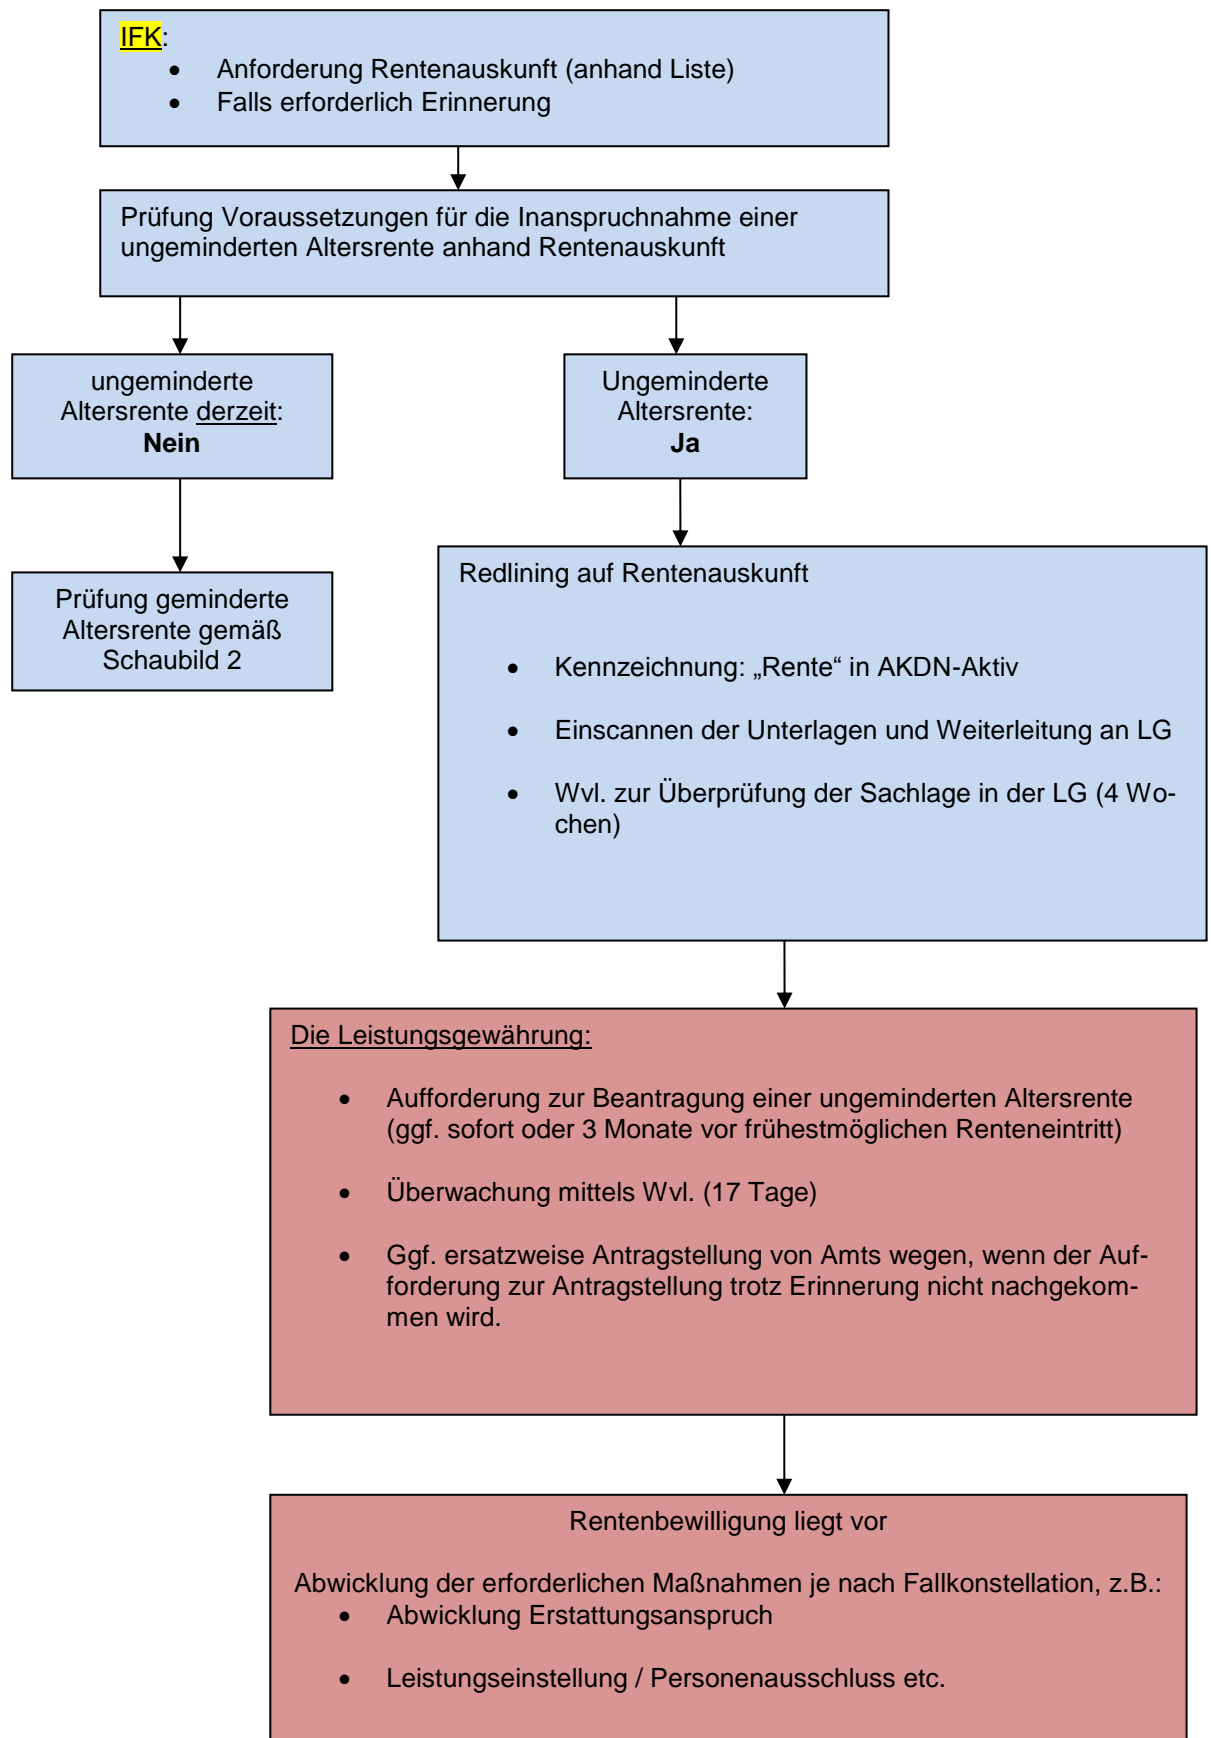 IFK:
• Anforderung Rentenauskunft (anhand Liste)
• Falls erforderlich Erinnerung
Prüfung Voraussetzungen für die Inanspruchnahme einer
ungeminderten Altersrente anhand Rentenauskunft
ungeminderte
Altersrente derzeit:
Nein
Ungeminderte
Altersrente:
Ja
Prüfung geminderte
Altersrente gemäß
Schaubild 2
Redlining auf Rentenauskunft
• Kennzeichnung: „Rente“ in AKDN-Aktiv
• Einscannen der Unterlagen und Weiterleitung an LG
• Wvl. zur Überprüfung der Sachlage in der LG (4 Wo-
chen)
Die Leistungsgewährung:
• Aufforderung zur Beantragung einer ungeminderten Altersrente
(ggf. sofort oder 3 Monate vor frühestmöglichen Renteneintritt)
• Überwachung mittels Wvl. (17 Tage)
• Ggf. ersatzweise Antragstellung von Amts wegen, wenn der Auf-
forderung zur Antragstellung trotz Erinnerung nicht nachgekom-
men wird.
Rentenbewilligung liegt vor
Abwicklung der erforderlichen Maßnahmen je nach Fallkonstellation, z.B.:
• Abwicklung Erstattungsanspruch
• Leistungseinstellung / Personenausschluss etc.